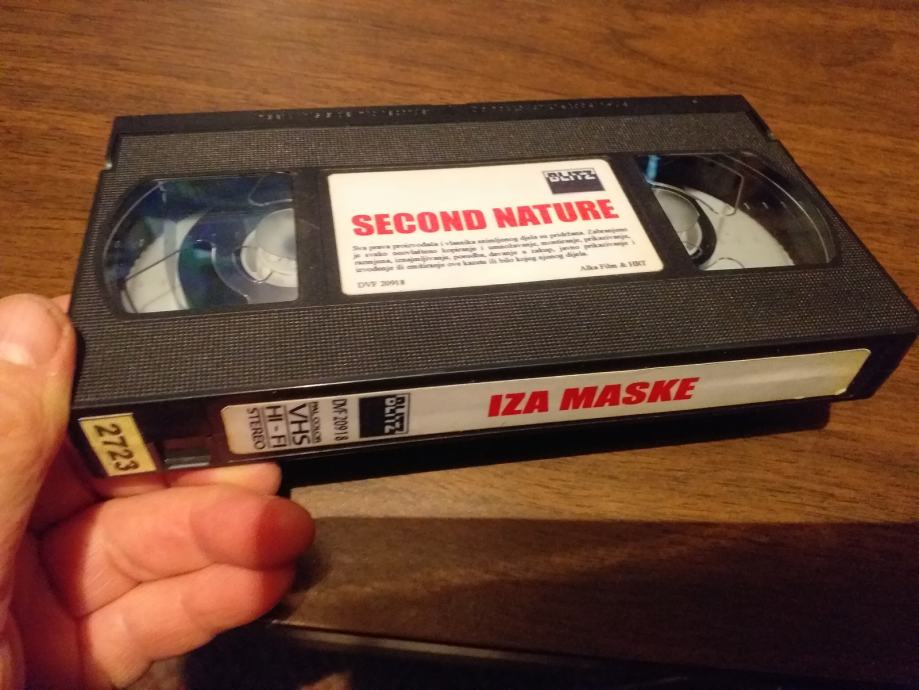 BLITZ
SECOND NATURE
Sva prava proizvođača i vlasnika snimljenog djela su pridržana. Zabranjeno
je svako neovlašteno kopiranje i umnožavanje, montiranje, prikazivanje,
razmjena, iznajmljivanje, posudba, davanje u zakup, javno prikazivanje i
izvođenje ili emitiranje ove kasete ili bilo kojeg njenog dijela.
DVF 20918
Alka Film & HRT
2723
PAL COLOR
VHS
HI-FI
STEREO
DVF 20918
BLITZ
IZA MASKE